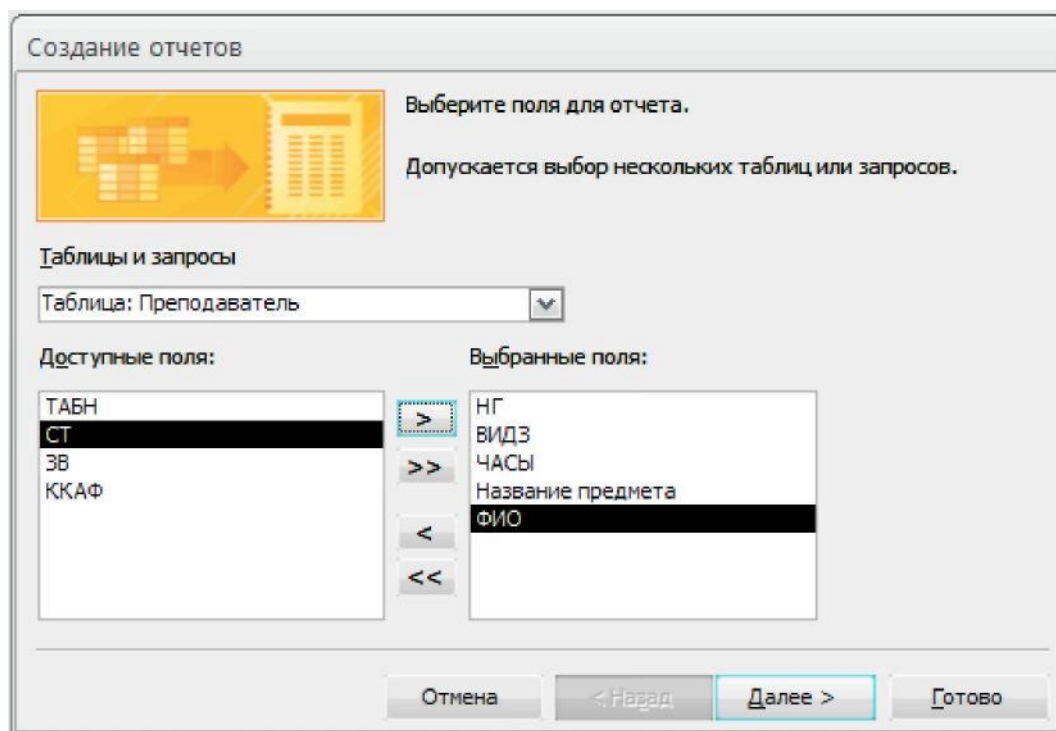 Создание отчетов
Выберите поля для отчета.
Допускается выбор нескольких таблиц или запросов.
Таблицы и запросы
Таблица: Преподаватель
Доступные поля:
Выбранные поля:
ТАБН
СТ
ЗВ
ККАФ
>
>>
<
<<
НГ
ВИДЗ
ЧАСЫ
Название предмета
ФИО
Отмена
< Назад
Далее >
Готово